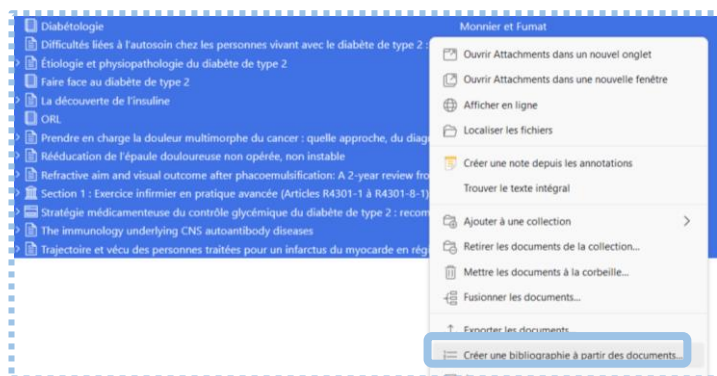 Diabétologie Monnier et Fumat
Difficultés liées à l'autosoin chez les personnes vivant avec le diabète de type 2 :
Étiologie et physiopathologie du diabète de type 2
Faire face au diabète de type 2
La découverte de l'insuline
ORL
Prendre en charge la douleur multimorphe du cancer : quelle approche, du diag
Rééducation de l'épaule douloureuse non opérée, non instable
Refractive aim and visual outcome after phacoemulsification: A 2-year review fro
Section 1 : Exercice infirmier en pratique avancée (Articles R4301-1 à R4301-8-1)
Stratégie médicamenteuse du contrôle glycémique du diabète de type 2 : recom
The immunology underlying CNS autoantibody diseases
Trajectoire et vécu des personnes traitées pour un infarctus du myocarde en régi
Ouvrir Attachments dans un nouvel onglet
Ouvrir Attachments dans une nouvelle fenêtre
Afficher en ligne
Localiser les fichiers
Créer une note depuis les annotations
Trouver le texte intégral
Ajouter à une collection
Retirer les documents de la collection...
Mettre les documents à la corbeille...
Fusionner les documents...
Exporter les documents...
Créer une bibliographie à partir des documents...